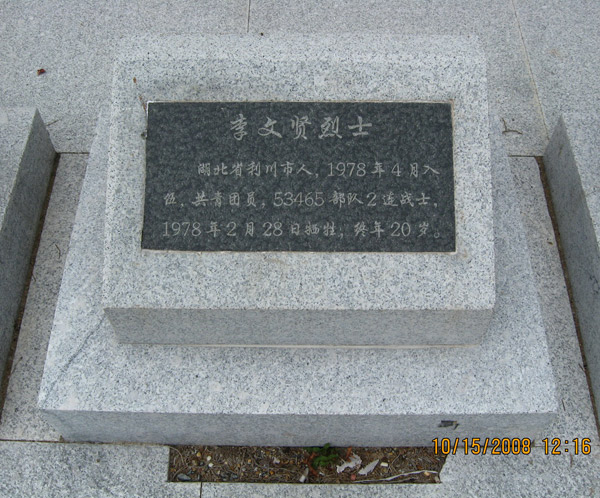 李文贤烈士
湖北省利川市人，1978年4月入
伍，共青团员，53465部队2连战士，
1978年2月28日牺牲，终年20岁。
10/15/2008 12:16